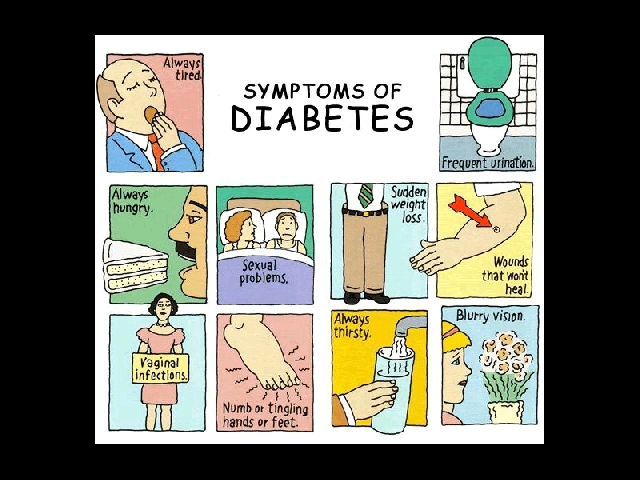 Always
tired.
SYMPTOMS OF
DIABETES
Frequent urination.
Always
hungry.
Sexual
problems.
Sudden
weight
loss.
Wounds
that won't
heal.
Vaginal
infections.
Numb or tingling
hands or feet.
Always
thirsty.
Blurry vision.